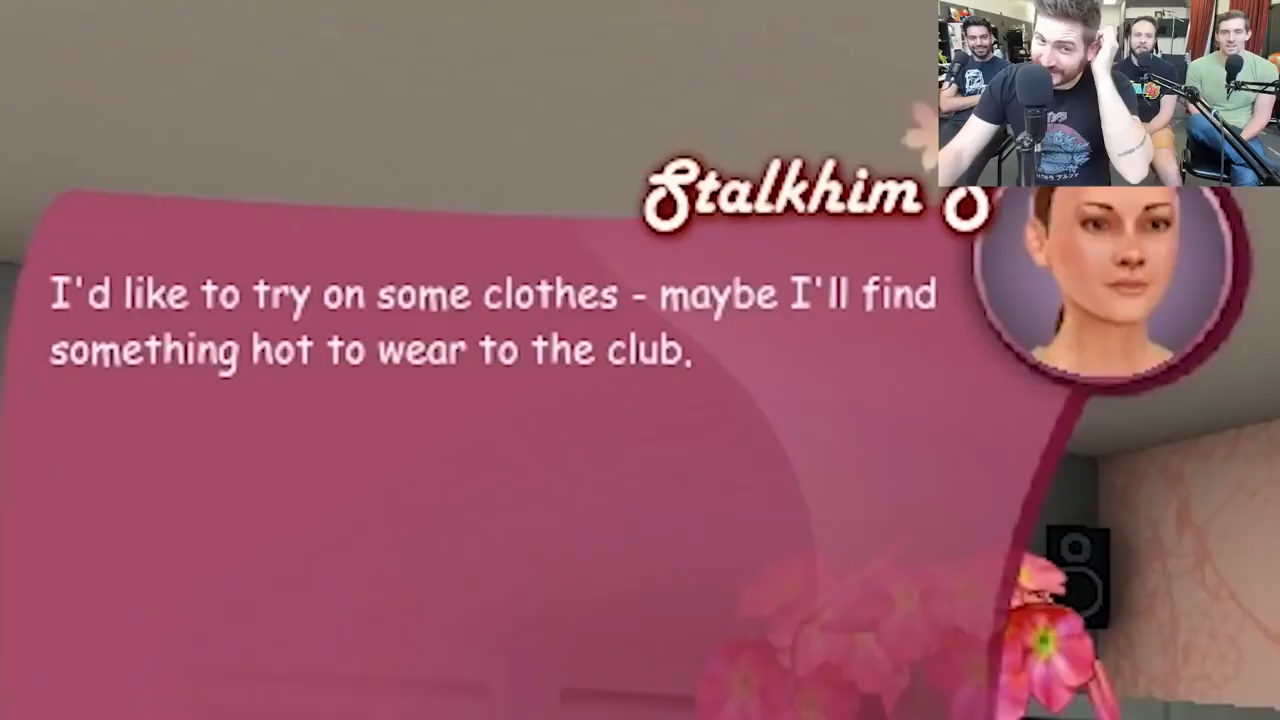 Stalkhim S
I'd like to try on some clothes - maybe I'll find
something hot to wear to the club.